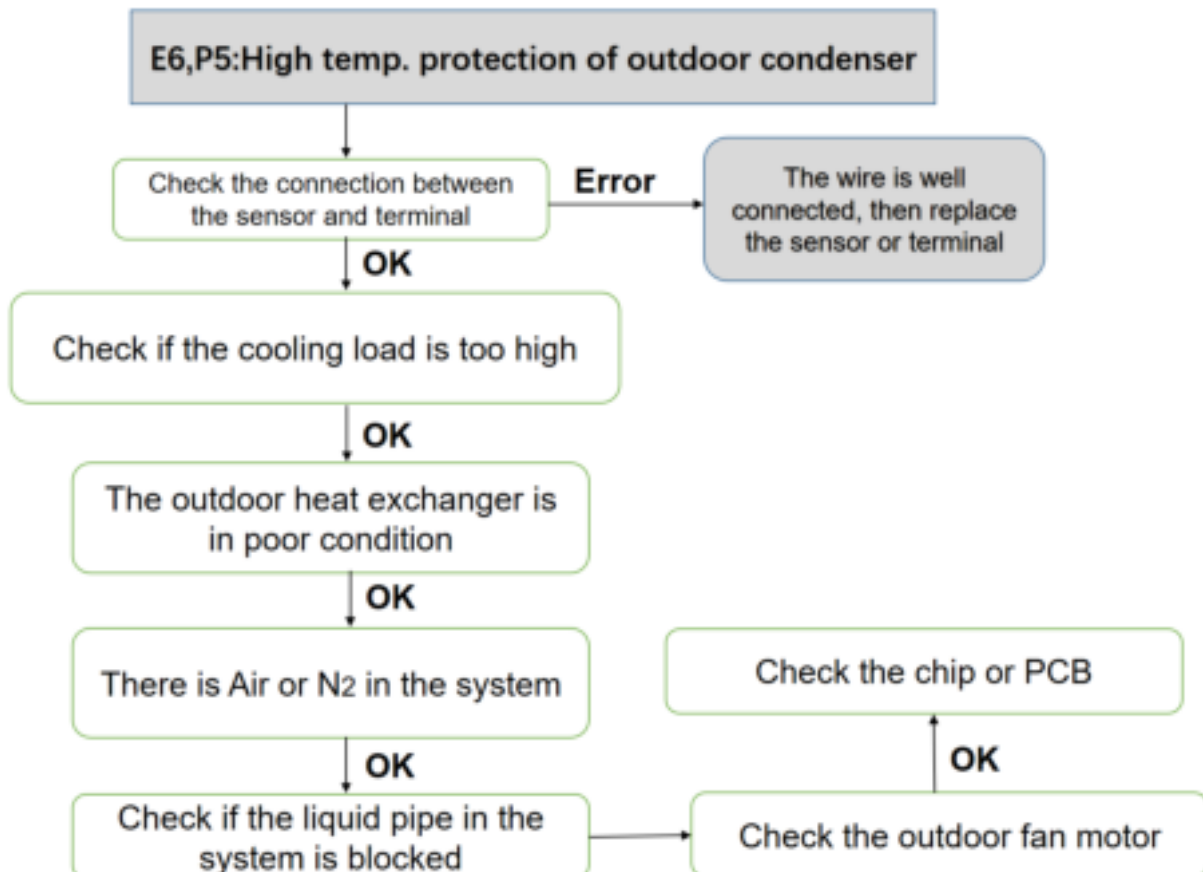 E6,P5:High temp. protection of outdoor condenser
Check the connection between
the sensor and terminal
Error
The wire is well
connected, then replace
the sensor or terminal
OK
Check if the cooling load is too high
OK
The outdoor heat exchanger is
in poor condition
OK
There is Air or N2 in the system
OK
Check if the liquid pipe in the
system is blocked
Check the outdoor fan motor
OK
Check the chip or PCB